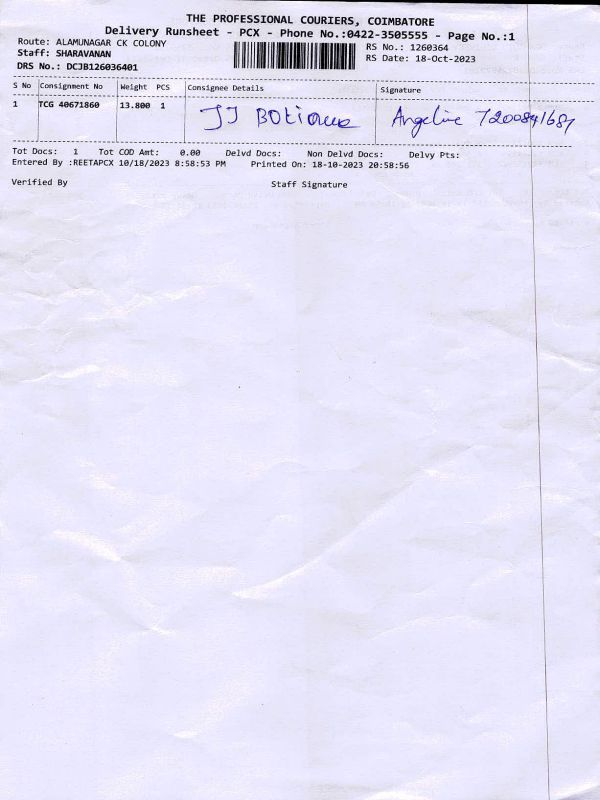 THE PROFESSIONAL COURIERS, COIMBATORE
Delivery Runsheet - PCX - Phone No.:0422-3505555 - Page No.:1
Route: ALAMUNAGAR CK COLONY
RS No.: 1260364
Staff: SHARAVANAN
RS Date: 18-Oct-2023
DRS No.: DCJB126036401
S No Consignment No Weight PCS Consignee Details Signature
1 TCG 40671860 13.800 1 JJ BOtique Angeline 7200841687
Tot Docs: 1 Tot COD Amt: 0.00 Delvd Docs: Non Delvd Docs: Delvy Pts:
Entered By :REETAPCX 10/18/2023 8:58:53 PM Printed On: 18-10-2023 20:58:56
Verified By Staff Signature